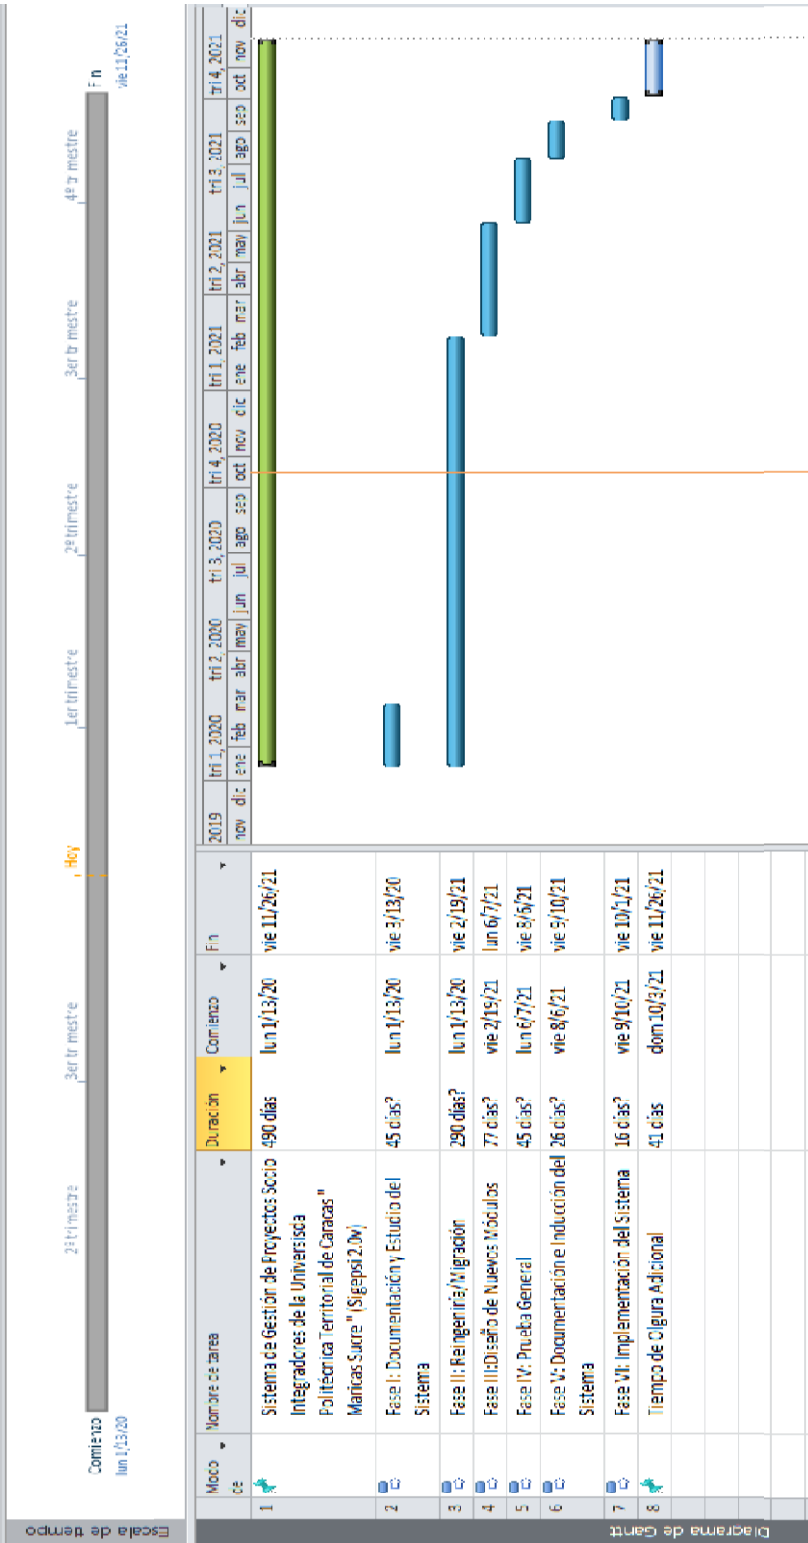 Escala de tiempo
Comienzo
lun 1/13/20
2º trimestre
3er trimestre
Hoy
1er trimestre
2º trimestre
3er trimestre
4º trimestre
Fin
vie 11/26/21
Diagrama de Gantt
Modo de
Nombre de tarea
Duración
Comienzo
Fin
2019
tri 1, 2020
tri 2, 2020
tri 3, 2020
tri 4, 2020
tri 1, 2021
tri 2, 2021
tri 3, 2021
tri 4, 2021
nov dic ene feb mar abr may jun jul ago sep oct nov dic ene feb mar abr may jun jul ago sep oct nov dic
1 Sistema de Gestión de Proyectos Socio 490 días lun 1/13/20 vie 11/26/21
Integradores de la Universisda
Politécnica Territorial de Caracas "
Maricas Sucre" (Sigepsi 2.0v)
2 Fase I: Documentación y Estudio del 45 días? lun 1/13/20 vie 3/13/20
Sistema
3 Fase II: Reingeniría/Migración 290 días? lun 1/13/20 vie 2/19/21
4 Fase III:Diseño de Nuevos Módulos 77 días? vie 2/19/21 lun 6/7/21
5 Fase IV: Prueba General 45 días? lun 6/7/21 vie 8/6/21
6 Fase V: Documentación e Inducción del 26 días? vie 8/6/21 vie 9/10/21
Sistema
7 Fase VI: Implementación del Sistema 16 días? vie 9/10/21 vie 10/1/21
8 Tiempo de Olgura Adicional 41 días dom 10/3/21 vie 11/26/21